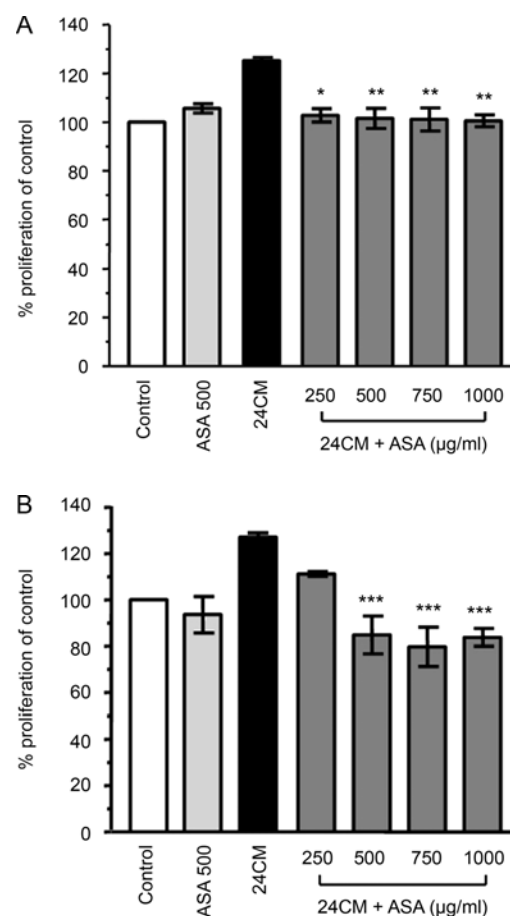 A
% proliferation of control
140
120
100
80
60
40
20
0
* ** ** **
Control
ASA 500
24CM
250 500 750 1000
24CM + ASA (µg/ml)
B
% proliferation of control
140
120
100
80
60
40
20
0
*** *** ***
Control
ASA 500
24CM
250 500 750 1000
24CM + ASA (µg/ml)